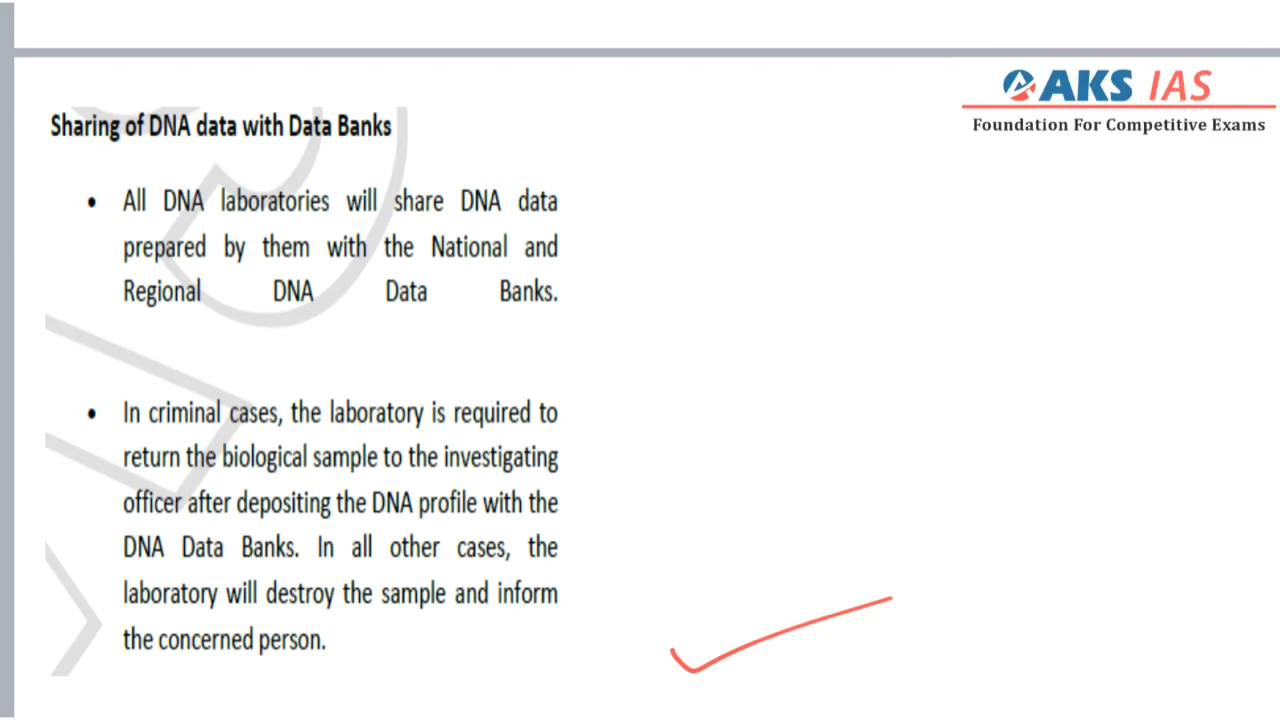 AKS IAS
Foundation For Competitive Exams
Sharing of DNA data with Data Banks
• All DNA laboratories will share DNA data
prepared by them with the National and
Regional DNA Data Banks.
• In criminal cases, the laboratory is required to
return the biological sample to the investigating
officer after depositing the DNA profile with the
DNA Data Banks. In all other cases, the
laboratory will destroy the sample and inform
the concerned person.